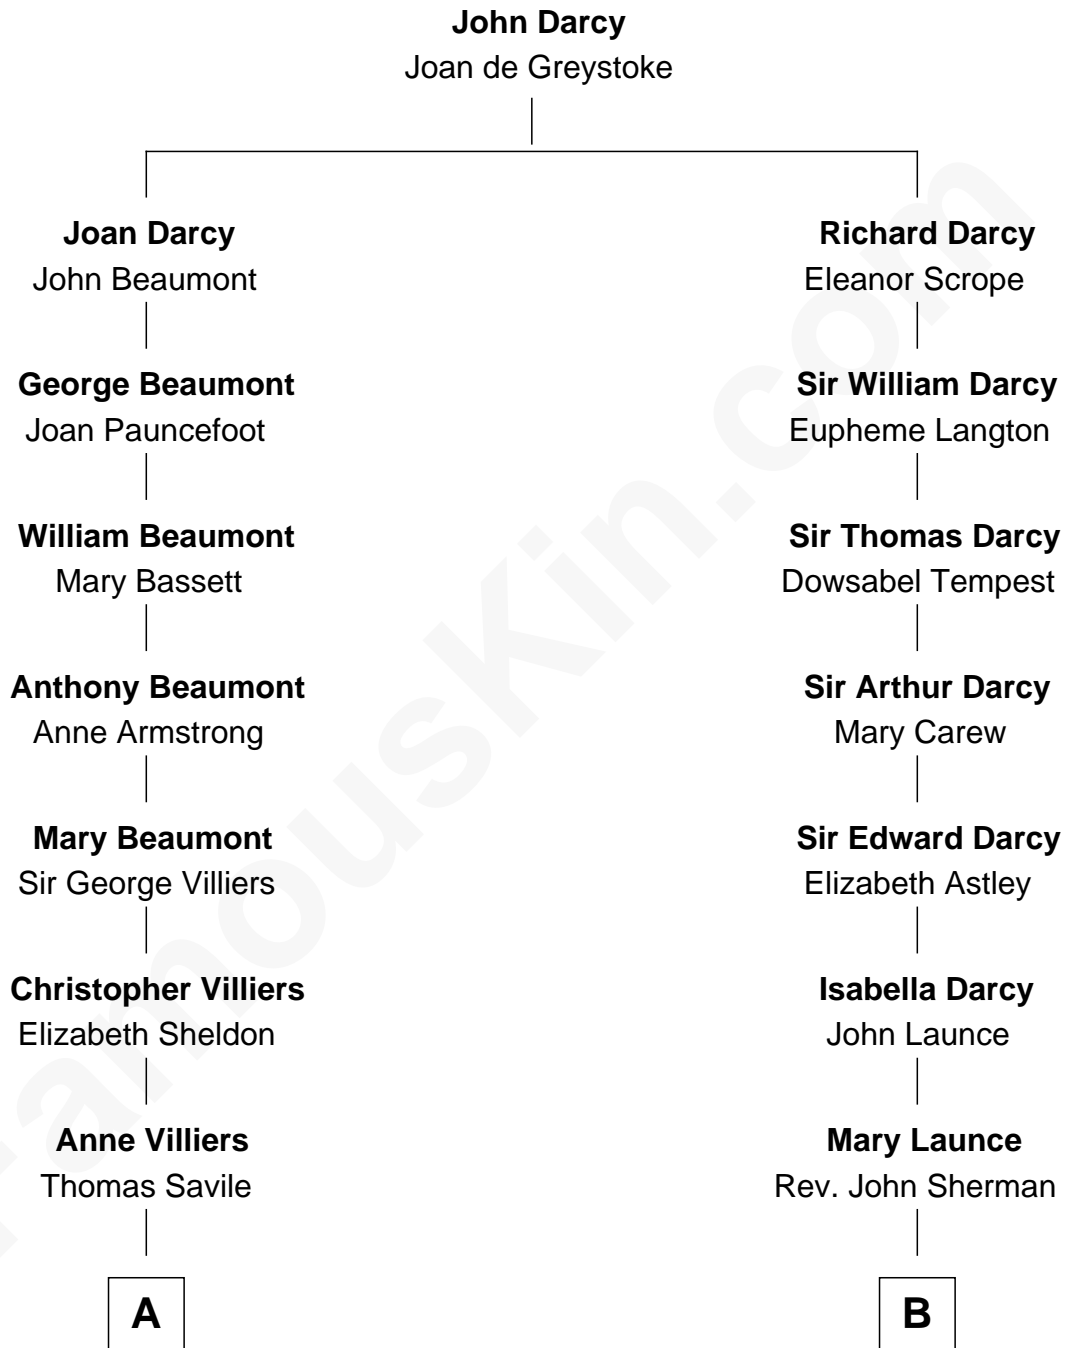 John Darcy
Joan de Greystoke
Joan Darcy
John Beaumont
Richard Darcy
Eleanor Scrope
George Beaumont
Joan Pauncefoot
Sir William Darcy
Eupheme Langton
William Beaumont
Mary Bassett
Sir Thomas Darcy
Dowsabel Tempest
Anthony Beaumont
Anne Armstrong
Sir Arthur Darcy
Mary Carew
Mary Beaumont
Sir George Villiers
Sir Edward Darcy
Elizabeth Astley
Christopher Villiers
Elizabeth Sheldon
Isabella Darcy
John Launce
Anne Villiers
Thomas Savile
Mary Launce
Rev. John Sherman
A
B
FamousKin.com